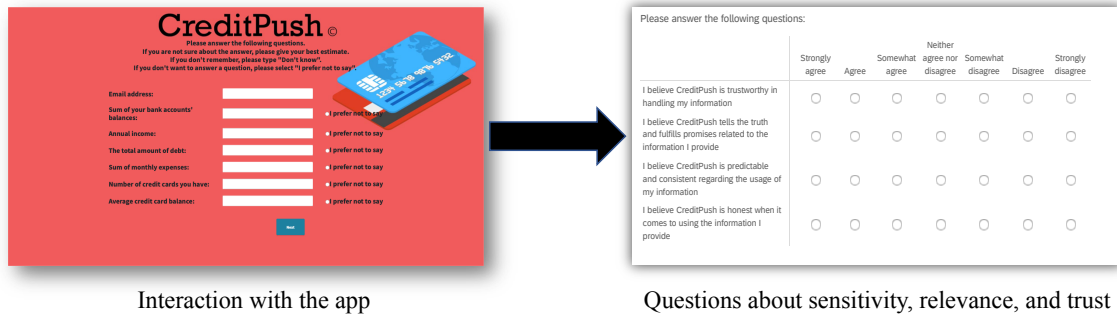 CreditPush ©
Please answer the following questions.
If you are not sure about the answer, please give your best estimate.
If you don't remember, please type "Don't know".
If you don't want to answer a question, please select "I prefer not to say".
1234 5678 9876 5432
Email address:
Sum of your bank accounts'
balances:
I prefer not to say
Annual income:
I prefer not to say
The total amount of debt:
I prefer not to say
Sum of monthly expenses:
I prefer not to say
Number of credit cards you have:
I prefer not to say
Average credit card balance:
I prefer not to say
Next
Interaction with the app
Please answer the following questions:
Strongly agree
Agree
Somewhat agree
Neither agree nor disagree
Somewhat disagree
Disagree
Strongly disagree
I believe CreditPush is trustworthy in
handling my information
I believe CreditPush tells the truth
and fulfills promises related to the
information I provide
I believe CreditPush is predictable
and consistent regarding the usage of
my information
I believe CreditPush is honest when it
comes to using the information I
provide
Questions about sensitivity, relevance, and trust